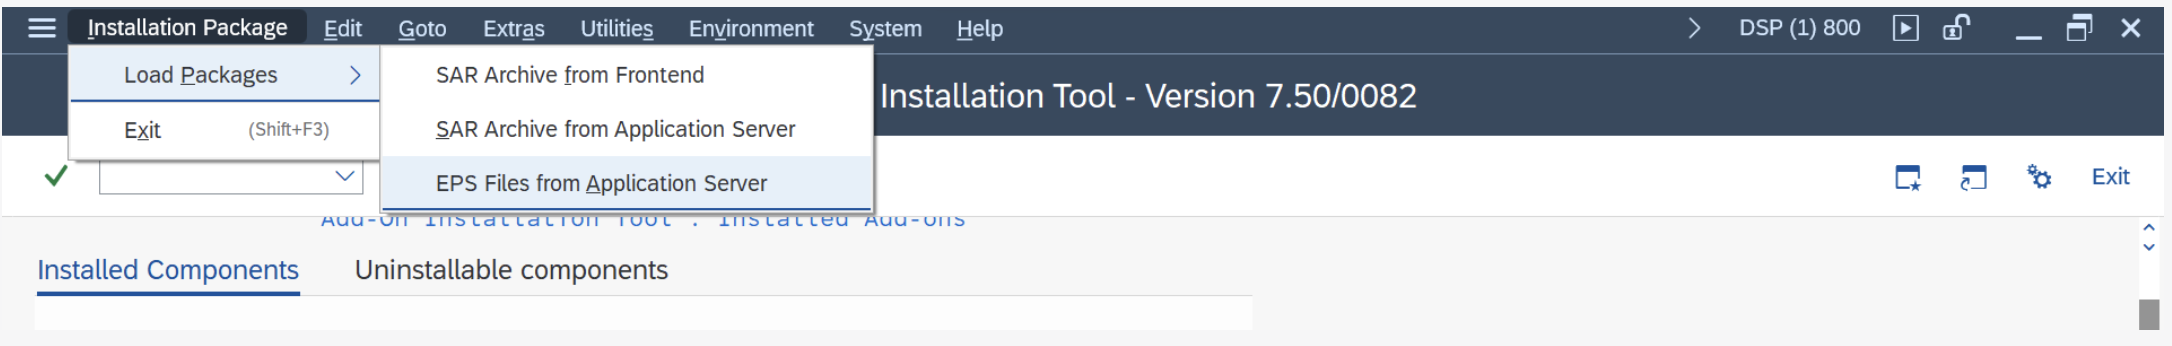 Installation Package Edit Goto Extras Utilities Environment System Help DSP (1) 800
Load Packages SAR Archive from Frontend
Installation Tool - Version 7.50/0082
Exit (Shift+F3) SAR Archive from Application Server
EPS Files from Application Server Exit
Add-On Installation Tool : Installed Add-ons
Installed Components Uninstallable components